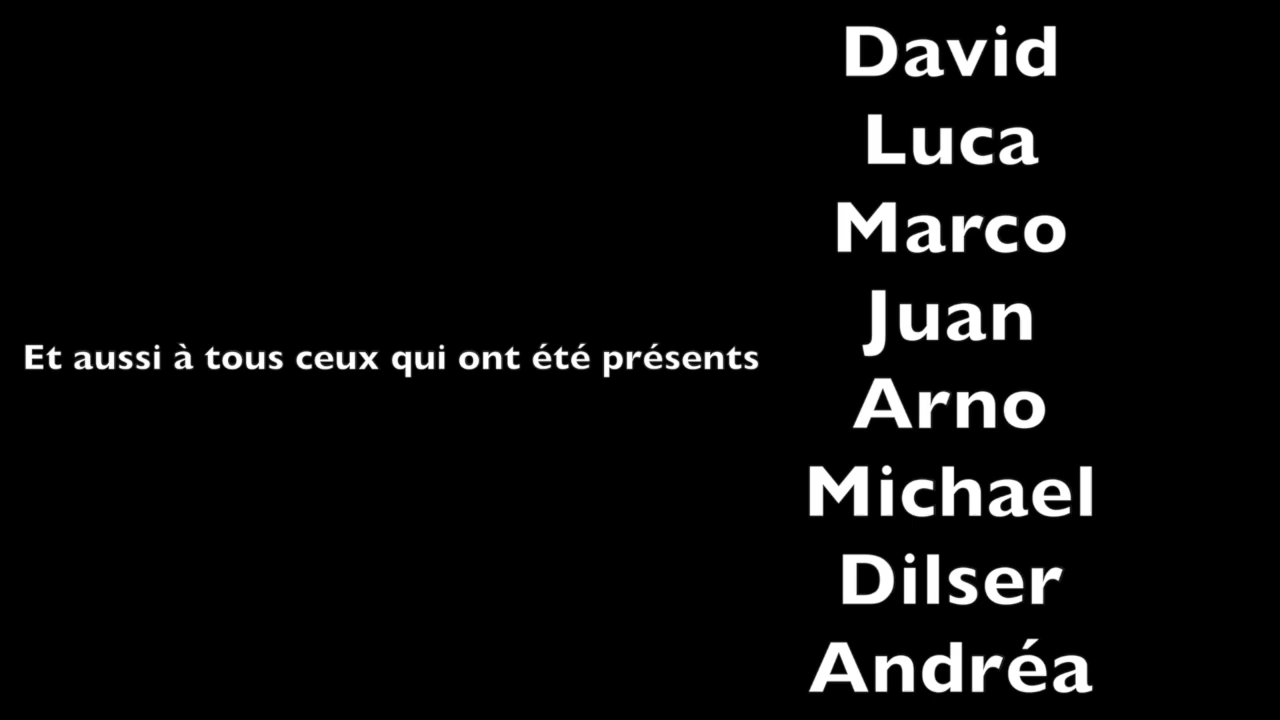 Et aussi à tous ceux qui ont été présents
David
Luca
Marco
Juan
Arno
Michael
Dilser
Andréa